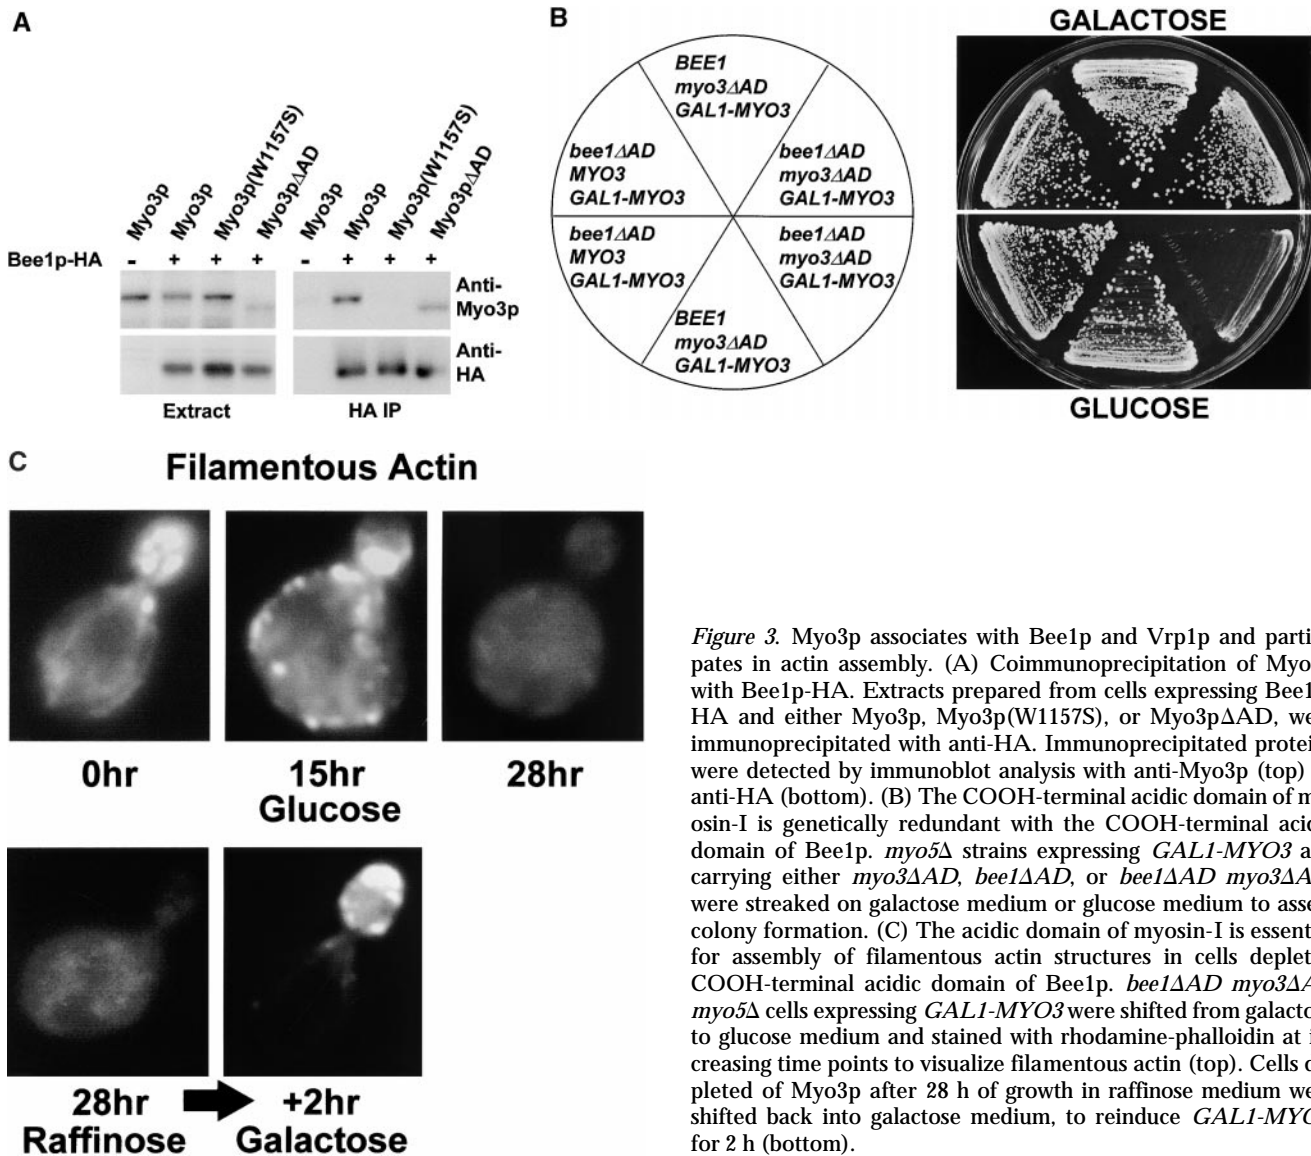 A
Myo3p
Myo3p
Myo3p(W1157S)
Myo3pΔAD
Myo3p
Myo3p
Myo3p(W1157S)
Myo3pΔAD
Bee1p-HA - + + + - + + +
Anti-
Myo3p
Anti-
HA
Extract
HA IP
B
BEE1
myo3ΔAD
GAL1-MYO3
bee1ΔAD
MYO3
GAL1-MYO3
bee1ΔAD
myo3ΔAD
GAL1-MYO3
bee1ΔAD
MYO3
GAL1-MYO3
bee1ΔAD
myo3ΔAD
GAL1-MYO3
BEE1
myo3ΔAD
GAL1-MYO3
GALACTOSE
GLUCOSE
C
Filamentous Actin
0hr
15hr
Glucose
28hr
28hr
Raffinose
+2hr
Galactose
Figure 3. Myo3p associates with Bee1p and Vrp1p and parti
pates in actin assembly. (A) Coimmunoprecipitation of Myo
with Bee1p-HA. Extracts prepared from cells expressing Bee1
HA and either Myo3p, Myo3p(W1157S), or Myo3pΔAD, we
immunoprecipitated with anti-HA. Immunoprecipitated protei
were detected by immunoblot analysis with anti-Myo3p (top)
anti-HA (bottom). (B) The COOH-terminal acidic domain of m
osin-I is genetically redundant with the COOH-terminal acid
domain of Bee1p. myo5Δ strains expressing GAL1-MYO3 a
carrying either myo3ΔAD, bee1ΔAD, or bee1ΔAD myo3ΔA
were streaked on galactose medium or glucose medium to asse
colony formation. (C) The acidic domain of myosin-I is essent
for assembly of filamentous actin structures in cells deplet
COOH-terminal acidic domain of Bee1p. bee1ΔAD myo3ΔA
myo5Δ cells expressing GAL1-MYO3 were shifted from galacto
to glucose medium and stained with rhodamine-phalloidin at i
creasing time points to visualize filamentous actin (top). Cells d
pleted of Myo3p after 28 h of growth in raffinose medium we
shifted back into galactose medium, to reinduce GAL1-MYO
for 2 h (bottom).